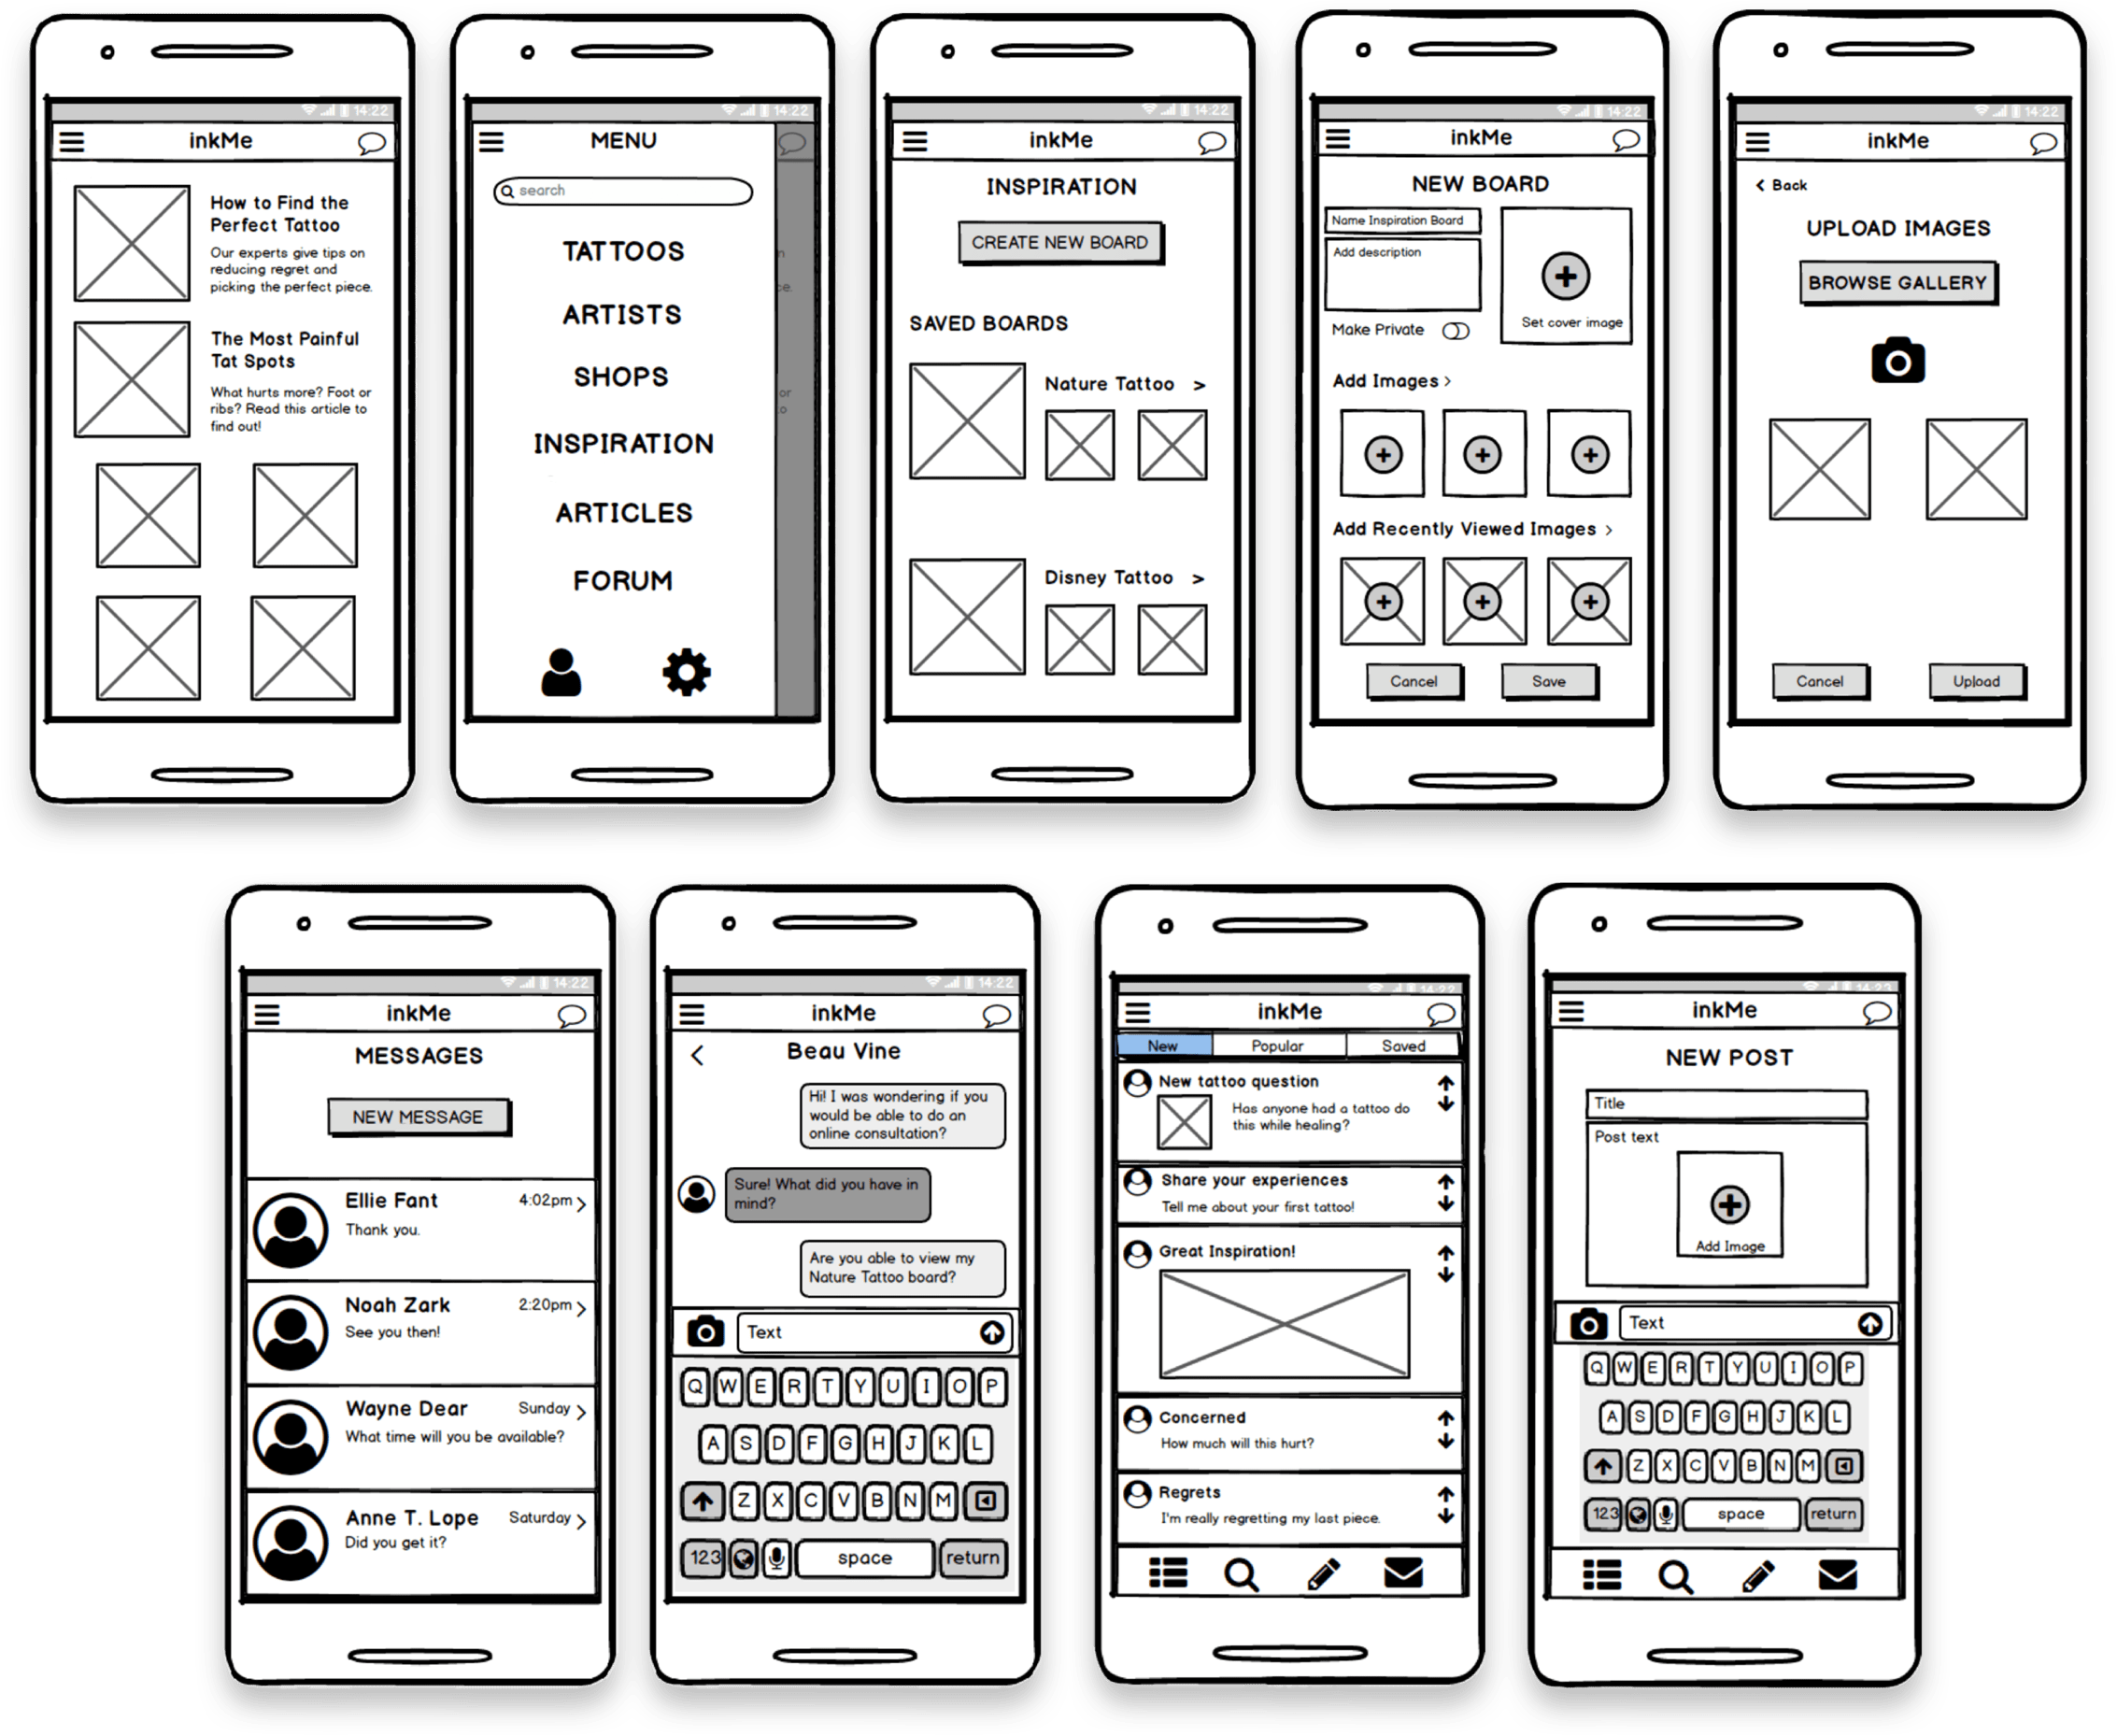 14:22
inkMe
How to Find the
Perfect Tattoo
Our experts give tips on
reducing regret and
picking the perfect piece.
The Most Painful
Tat Spots
What hurts more? Foot or
ribs? Read this article to
find out!
14:22
MENU
search
TATTOOS
ARTISTS
SHOPS
INSPIRATION
ARTICLES
FORUM
n
ce.
or
o
14:22
inkMe
INSPIRATION
CREATE NEW BOARD
SAVED BOARDS
Nature Tattoo >
Disney Tattoo >
14:22
inkMe
NEW BOARD
Name Inspiration Board
Add description
Set cover image
Make Private
Add Images >
Add Recently Viewed Images >
Cancel Save
14:22
inkMe
< Back
UPLOAD IMAGES
BROWSE GALLERY
Cancel Upload
14:22
inkMe
MESSAGES
NEW MESSAGE
Ellie Fant 4:02pm >
Thank you.
Noah Zark 2:20pm >
See you then!
Wayne Dear Sunday >
What time will you be available?
Anne T. Lope Saturday >
Did you get it?
14:22
inkMe
< Beau Vine
Hi! I was wondering if you
would be able to do an
online consultation?
Sure! What did you have in
mind?
Are you able to view my
Nature Tattoo board?
Text
Q W E R T Y U I O P
A S D F G H J K L
Z X C V B N M
123 space return
inkMe
New Popular Saved
New tattoo question
Has anyone had a tattoo do
this while healing?
Share your experiences
Tell me about your first tattoo!
Great Inspiration!
Concerned
How much will this hurt?
Regrets
I'm really regretting my last piece.
inkMe
NEW POST
Title
Post text
Add Image
Text
Q W E R T Y U I O P
A S D F G H J K L
Z X C V B N M
123 space return